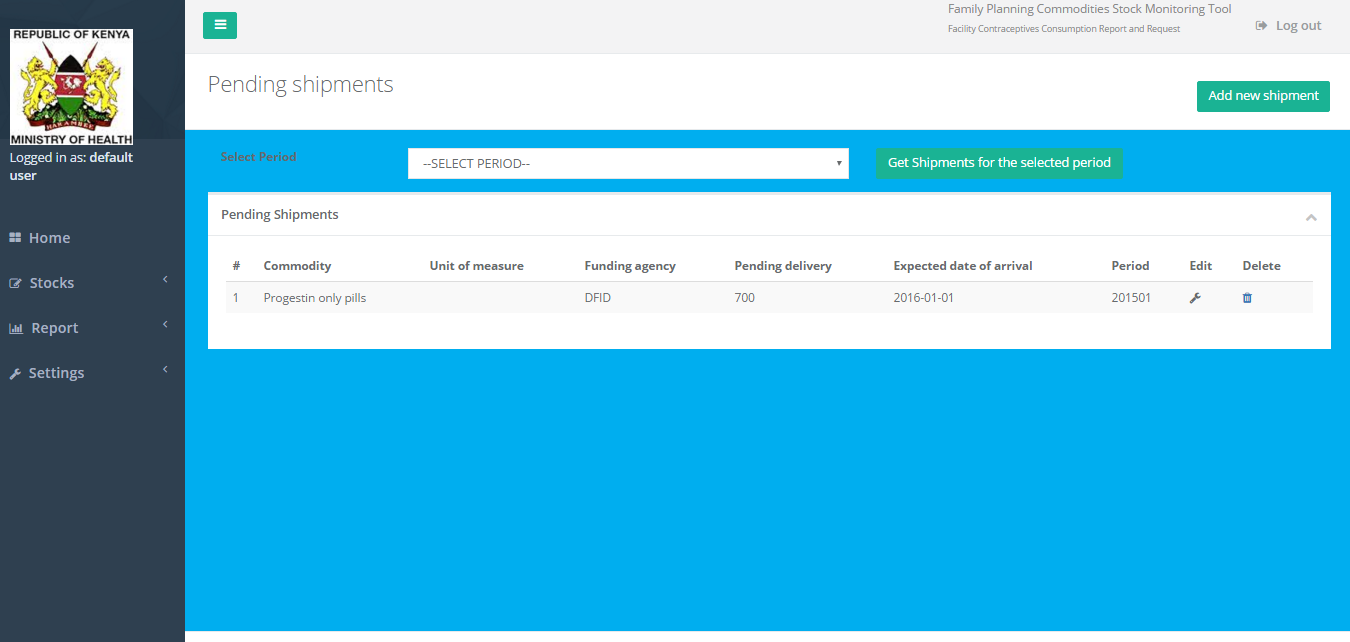 Family Planning Commodities Stock Monitoring Tool
Facility Contraceptives Consumption Report and Request
Log out
REPUBLIC OF KENYA
HARAMBEE
MINISTRY OF HEALTH
Logged in as: default
user
Home
Stocks
Report
Settings
Pending shipments
Add new shipment
Select Period
--SELECT PERIOD--
Get Shipments for the selected period
Pending Shipments
# Commodity Unit of measure Funding agency Pending delivery Expected date of arrival Period Edit Delete
1 Progestin only pills DFID 700 2016-01-01 201501